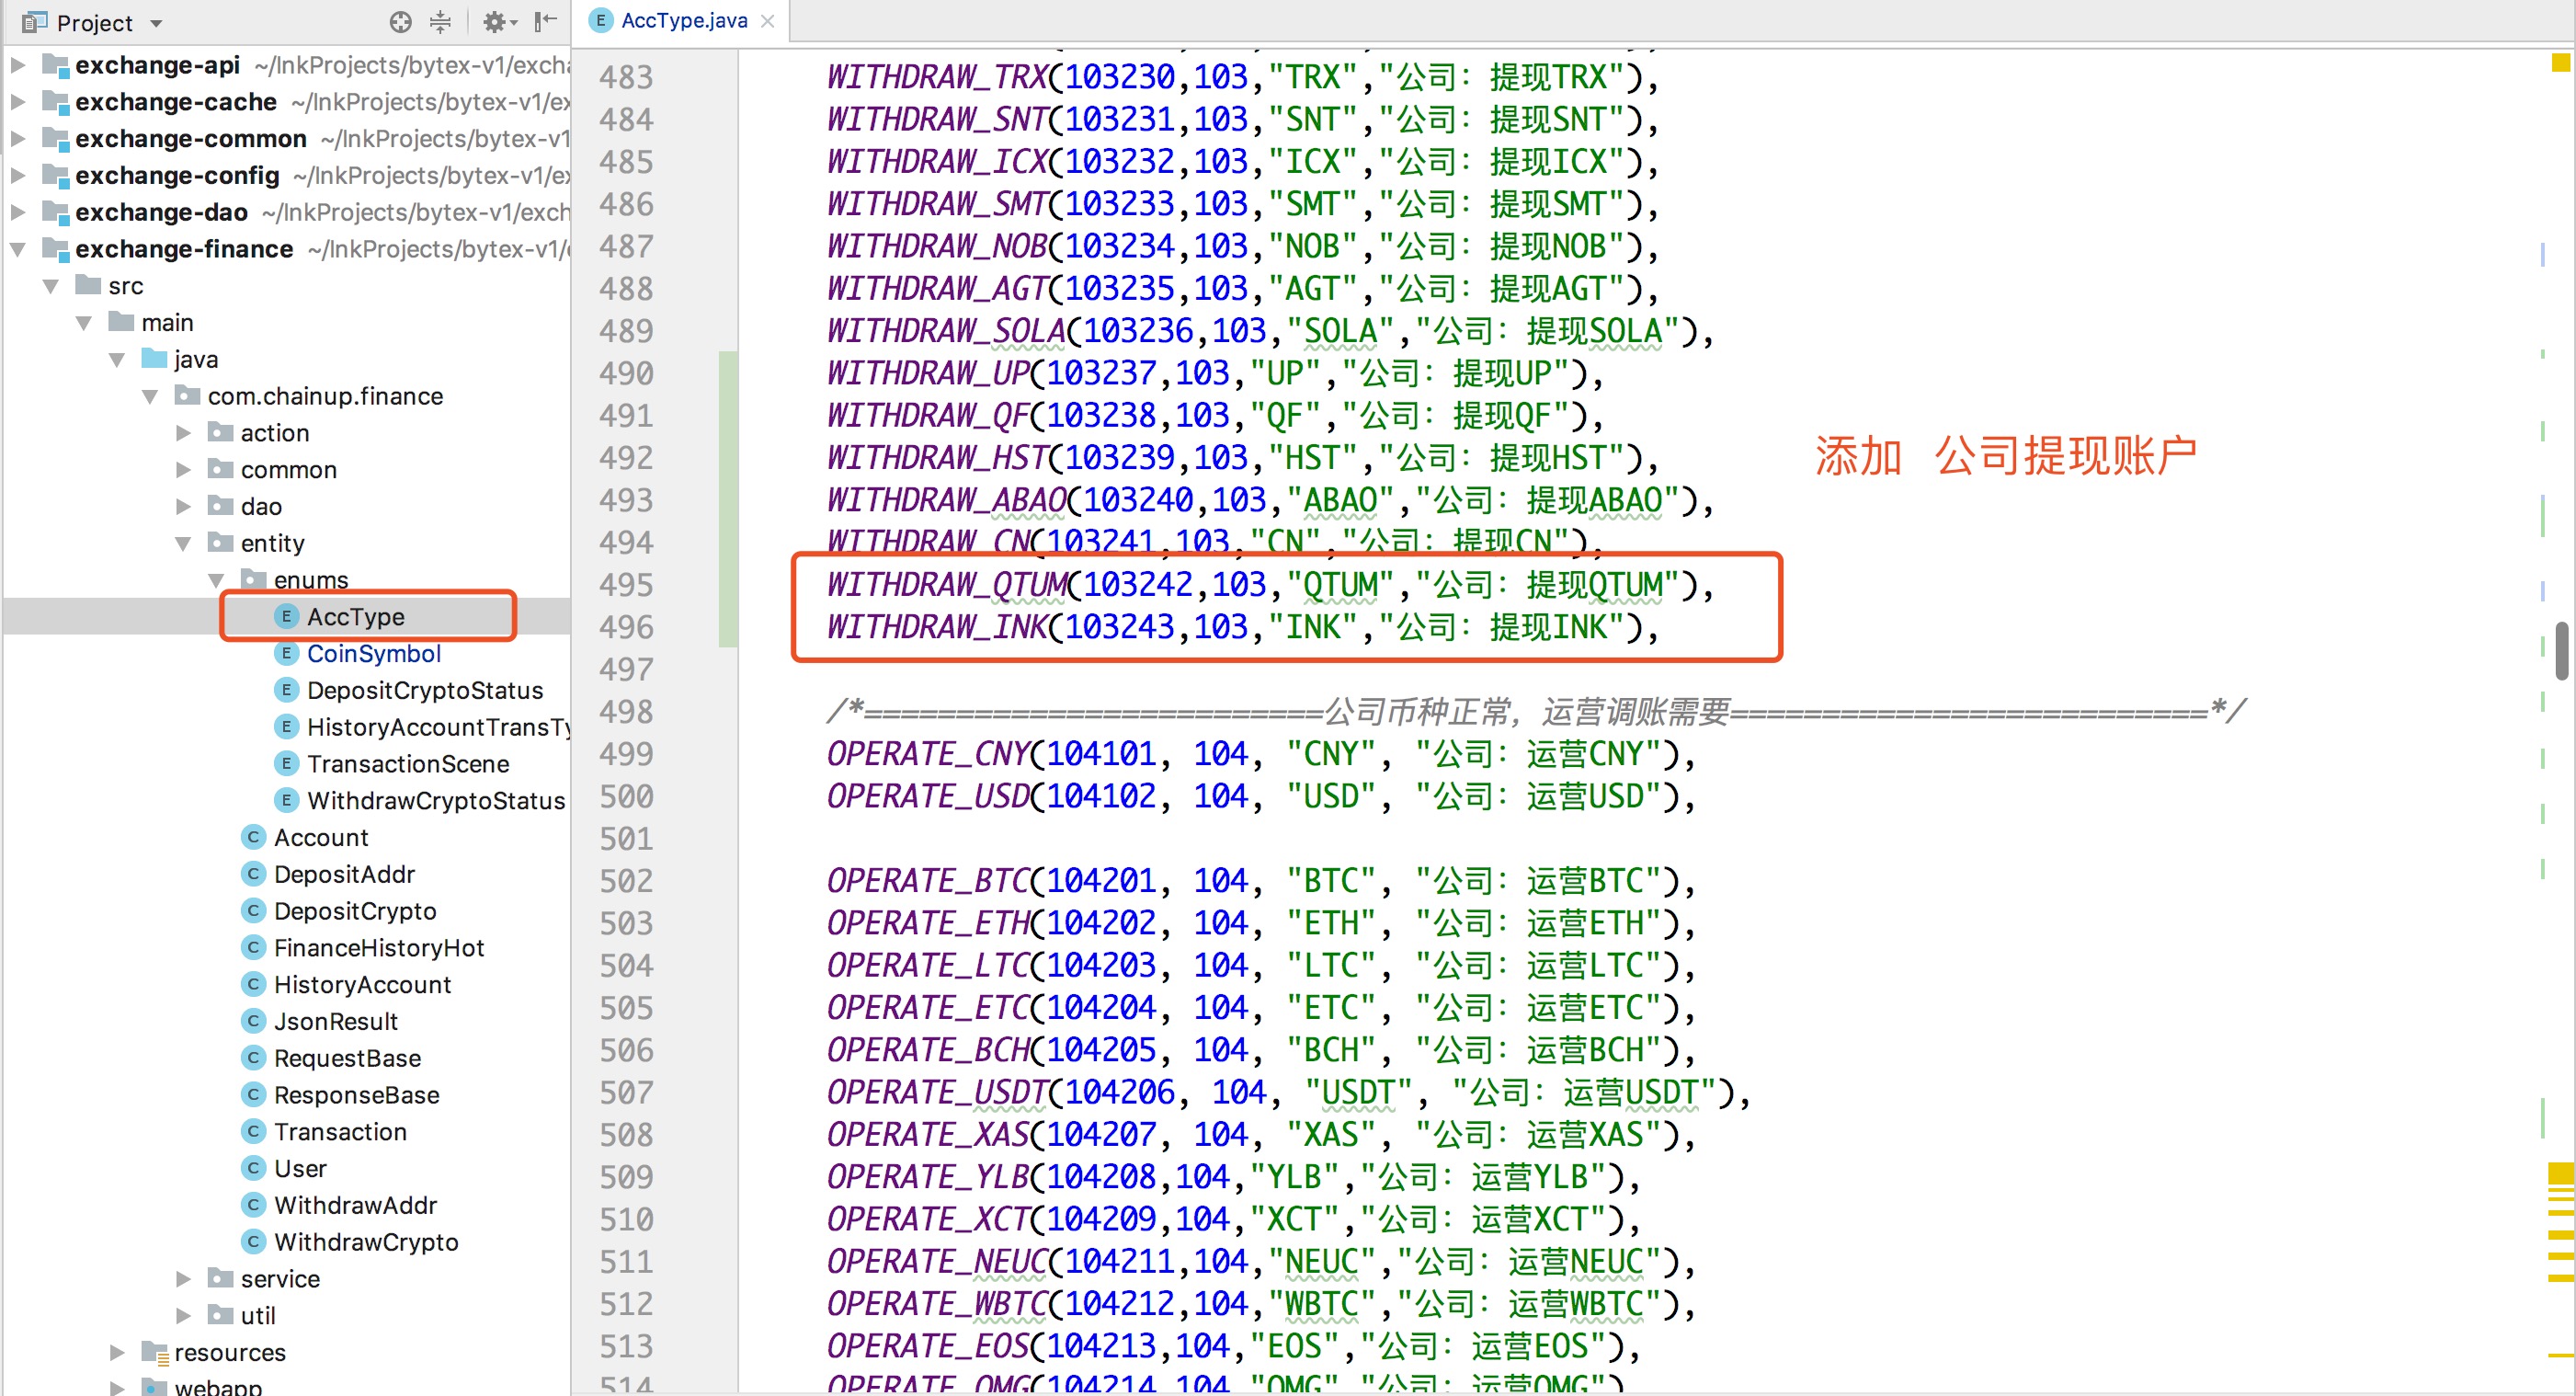 Project
AccType.java
exchange-api ~/InkProjects/bytex-v1/excha
exchange-cache ~/InkProjects/bytex-v1/ex
exchange-common ~/InkProjects/bytex-v1
exchange-config ~/InkProjects/bytex-v1/ex
exchange-dao ~/InkProjects/bytex-v1/exch
exchange-finance ~/InkProjects/bytex-v1/
src
main
java
com.chainup.finance
action
common
dao
entity
enums
AccType
CoinSymbol
DepositCryptoStatus
HistoryAccountTransTy
TransactionScene
WithdrawCryptoStatus
Account
DepositAddr
DepositCrypto
FinanceHistoryHot
HistoryAccount
JsonResult
RequestBase
ResponseBase
Transaction
User
WithdrawAddr
WithdrawCrypto
service
util
resources
webapp
483 WITHDRAW_TRX(103230,103,"TRX","公司：提现TRX"),
484 WITHDRAW_SNT(103231,103,"SNT","公司：提现SNT"),
485 WITHDRAW_ICX(103232,103,"ICX","公司：提现ICX"),
486 WITHDRAW_SMT(103233,103,"SMT","公司：提现SMT"),
487 WITHDRAW_NOB(103234,103,"NOB","公司：提现NOB"),
488 WITHDRAW_AGT(103235,103,"AGT","公司：提现AGT"),
489 WITHDRAW_SOLA(103236,103,"SOLA","公司：提现SOLA"),
490 WITHDRAW_UP(103237,103,"UP","公司：提现UP"),
491 WITHDRAW_QF(103238,103,"QF","公司：提现QF"),
492 WITHDRAW_HST(103239,103,"HST","公司：提现HST"),
添加 公司提现账户
493 WITHDRAW_ABAO(103240,103,"ABAO","公司：提现ABAO"),
494 WITHDRAW_CN(103241,103,"CN","公司：提现CN"),
495 WITHDRAW_QTUM(103242,103,"QTUM","公司：提现QTUM"),
496 WITHDRAW_INK(103243,103,"INK","公司：提现INK"),
497
498 /*=========================公司币种正常，运营调账需要==========================*/
499 OPERATE_CNY(104101, 104, "CNY", "公司：运营CNY"),
500 OPERATE_USD(104102, 104, "USD", "公司：运营USD"),
501
502 OPERATE_BTC(104201, 104, "BTC", "公司：运营BTC"),
503 OPERATE_ETH(104202, 104, "ETH", "公司：运营ETH"),
504 OPERATE_LTC(104203, 104, "LTC", "公司：运营LTC"),
505 OPERATE_ETC(104204, 104, "ETC", "公司：运营ETC"),
506 OPERATE_BCH(104205, 104, "BCH", "公司：运营BCH"),
507 OPERATE_USDT(104206, 104, "USDT", "公司：运营USDT"),
508 OPERATE_XAS(104207, 104, "XAS", "公司：运营XAS"),
509 OPERATE_YLB(104208,104,"YLB","公司：运营YLB"),
510 OPERATE_XCT(104209,104,"XCT","公司：运营XCT"),
511 OPERATE_NEUC(104211,104,"NEUC","公司：运营NEUC"),
512 OPERATE_WBTC(104212,104,"WBTC","公司：运营WBTC"),
513 OPERATE_EOS(104213,104,"EOS","公司：运营EOS"),
514 OPERATE_OMG(104214,104,"OMG","公司：运营OMG")